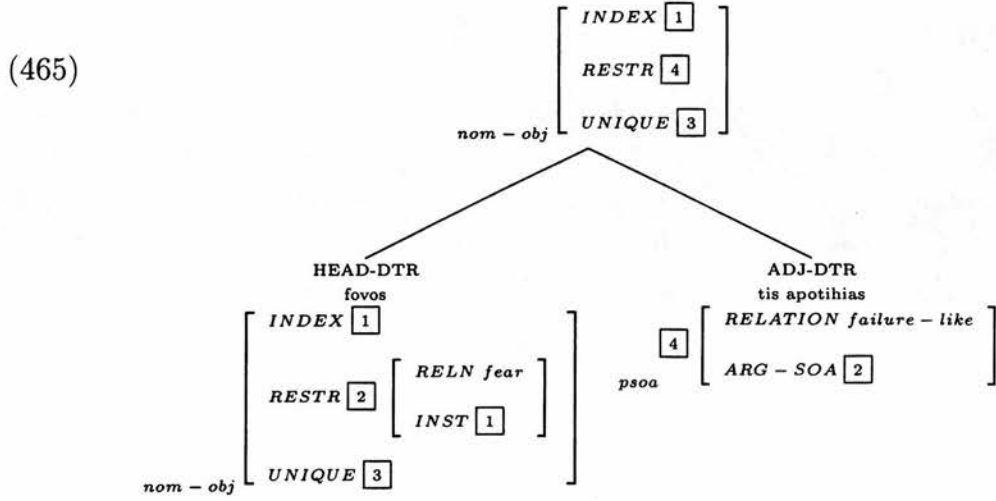 (465)
INDEX 1
RESTR 4
UNIQUE 3
nom – obj
HEAD-DTR
fovos
INDEX 1
RESTR 2
RELN fear
INST 1
UNIQUE 3
nom – obj
ADJ-DTR
tis apotihias
4
RELATION failure – like
ARG – SOA 2
psoa